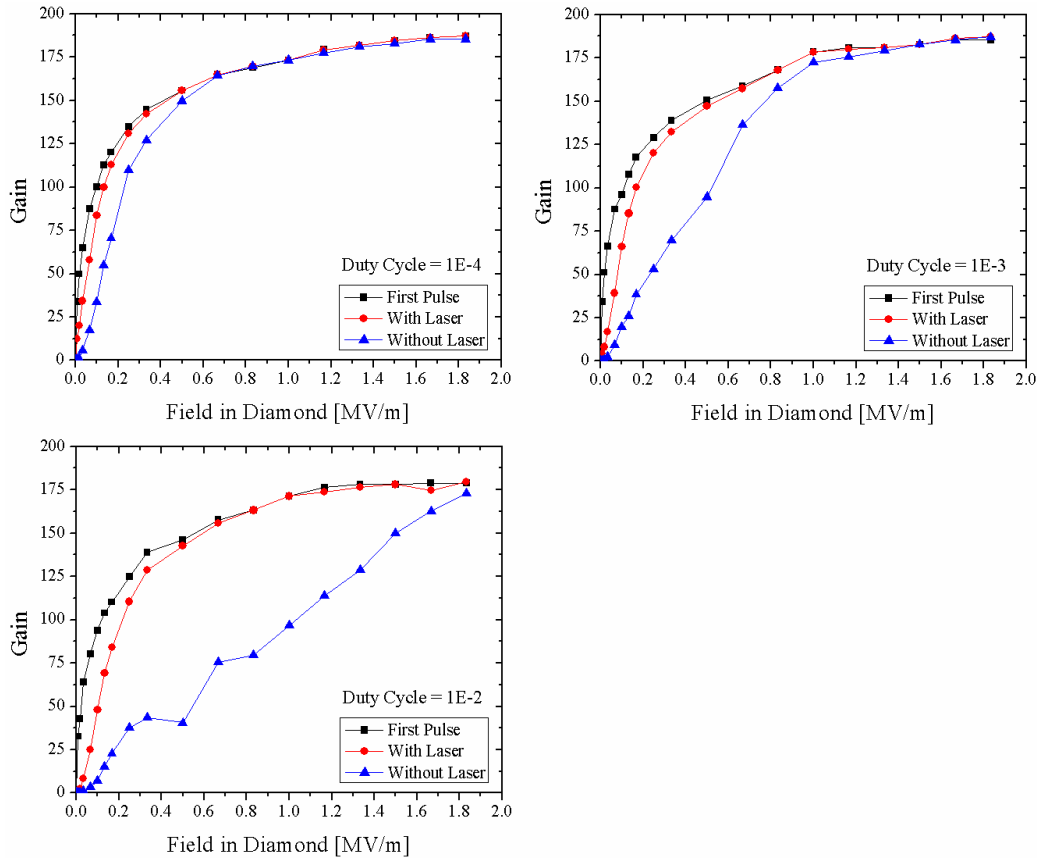 200
175
150
125
100
75
50
25
0
Gain
Duty Cycle = 1E-4
First Pulse
With Laser
Without Laser
0.0 0.2 0.4 0.6 0.8 1.0 1.2 1.4 1.6 1.8 2.0
Field in Diamond [MV/m]
200
175
150
125
100
75
50
25
0
Gain
Duty Cycle = 1E-3
First Pulse
With Laser
Without Laser
0.0 0.2 0.4 0.6 0.8 1.0 1.2 1.4 1.6 1.8 2.0
Field in Diamond [MV/m]
200
175
150
125
100
75
50
25
0
Gain
Duty Cycle = 1E-2
First Pulse
With Laser
Without Laser
0.0 0.2 0.4 0.6 0.8 1.0 1.2 1.4 1.6 1.8 2.0
Field in Diamond [MV/m]